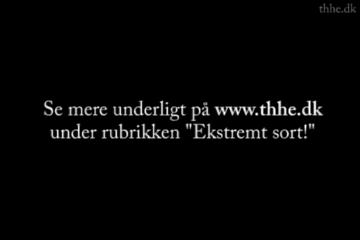 thhe.dk
Se mere underligt på www.thhe.dk
under rubrikken "Ekstremt sort!"